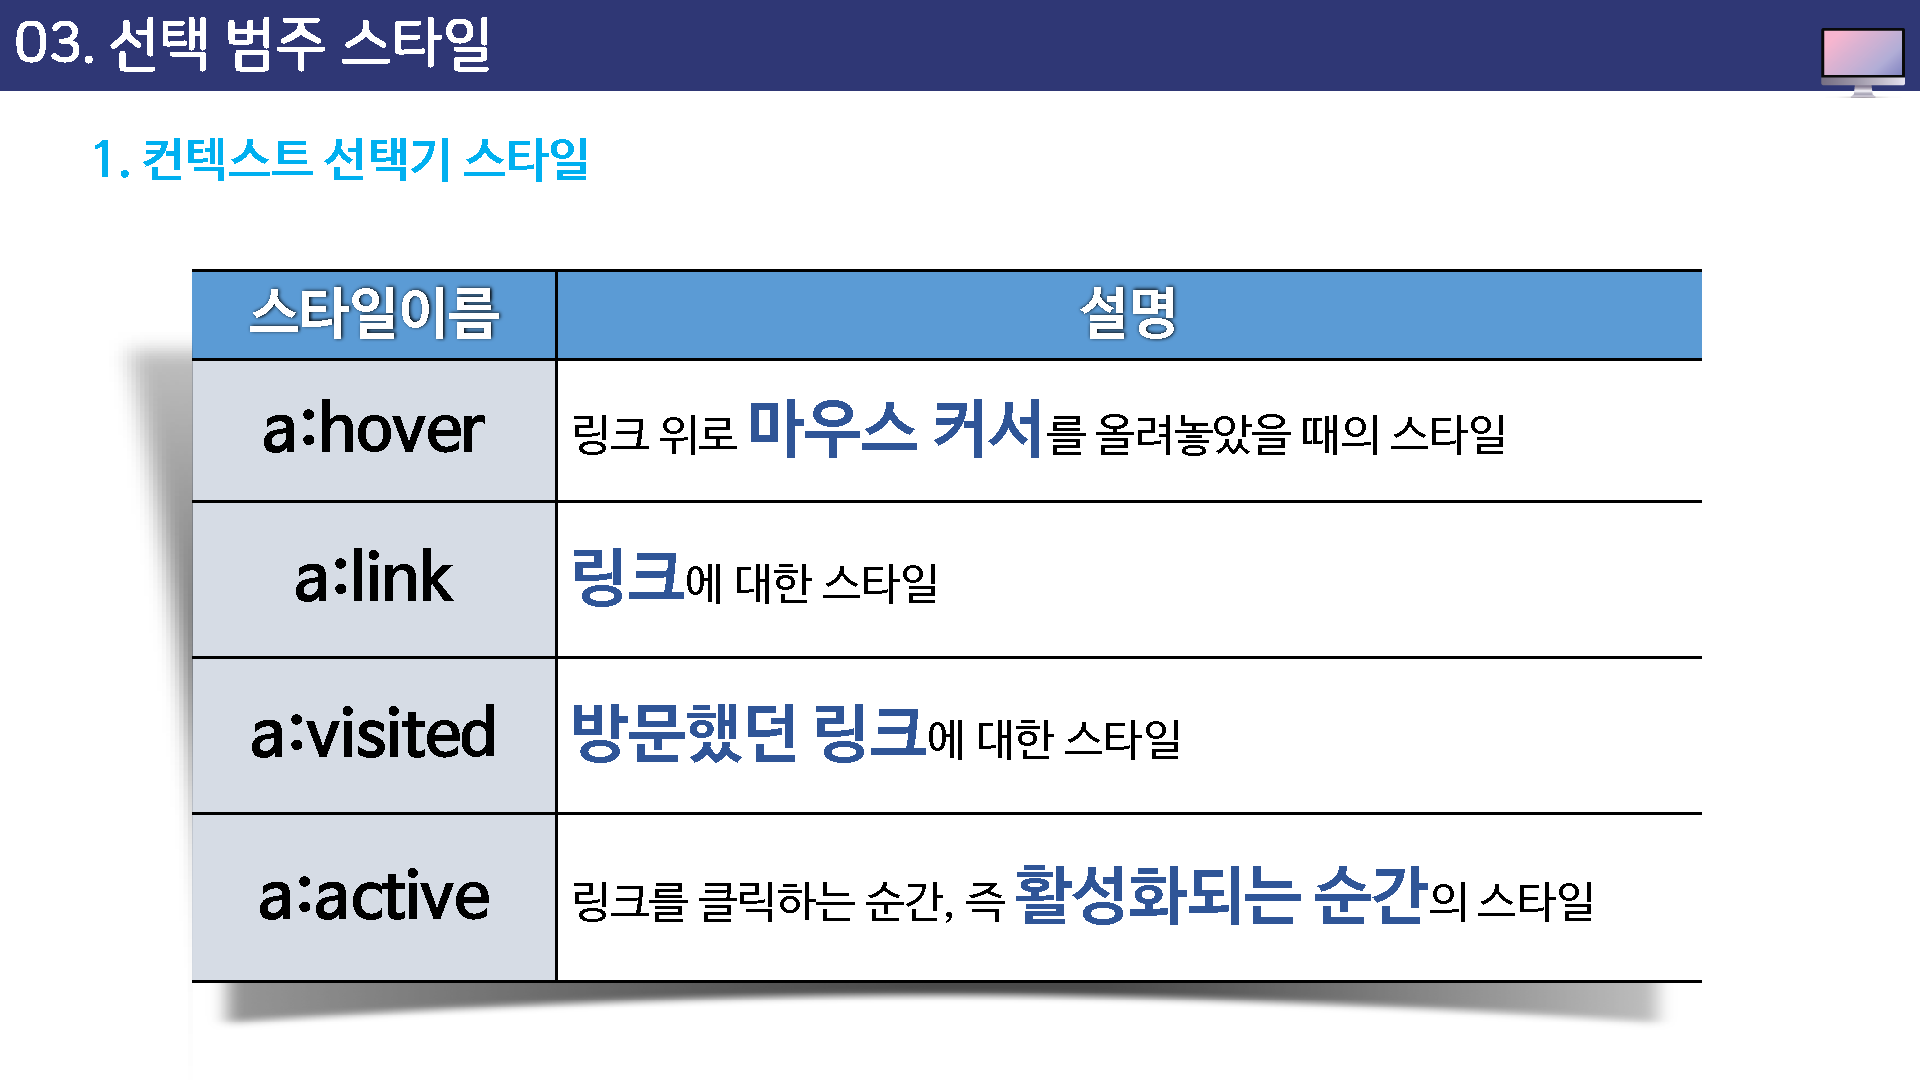 03. 선택 범주 스타일
1. 컨텍스트 선택기 스타일
스타일이름 설명
a:hover 링크 위로 마우스 커서를 올려놓았을 때의 스타일
a:link 링크에 대한 스타일
a:visited 방문했던 링크에 대한 스타일
a:active 링크를 클릭하는 순간, 즉 활성화되는 순간의 스타일